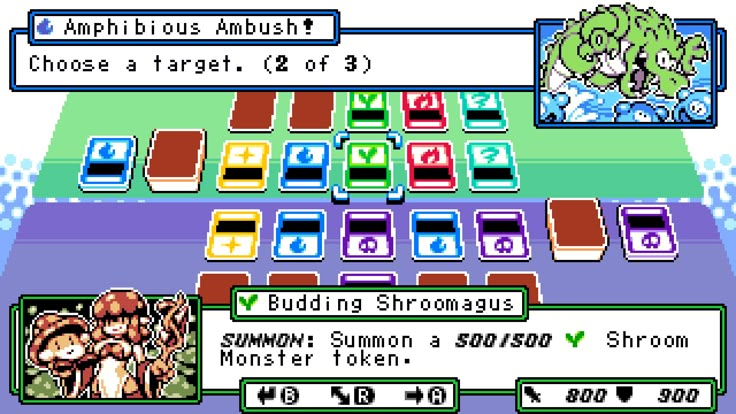 Amphibious Ambush!
Choose a target. (2 of 3)
Budding Shroomagus
SUMMON: Summon a 500/500 Shroom
Monster token.
B R A
800 900